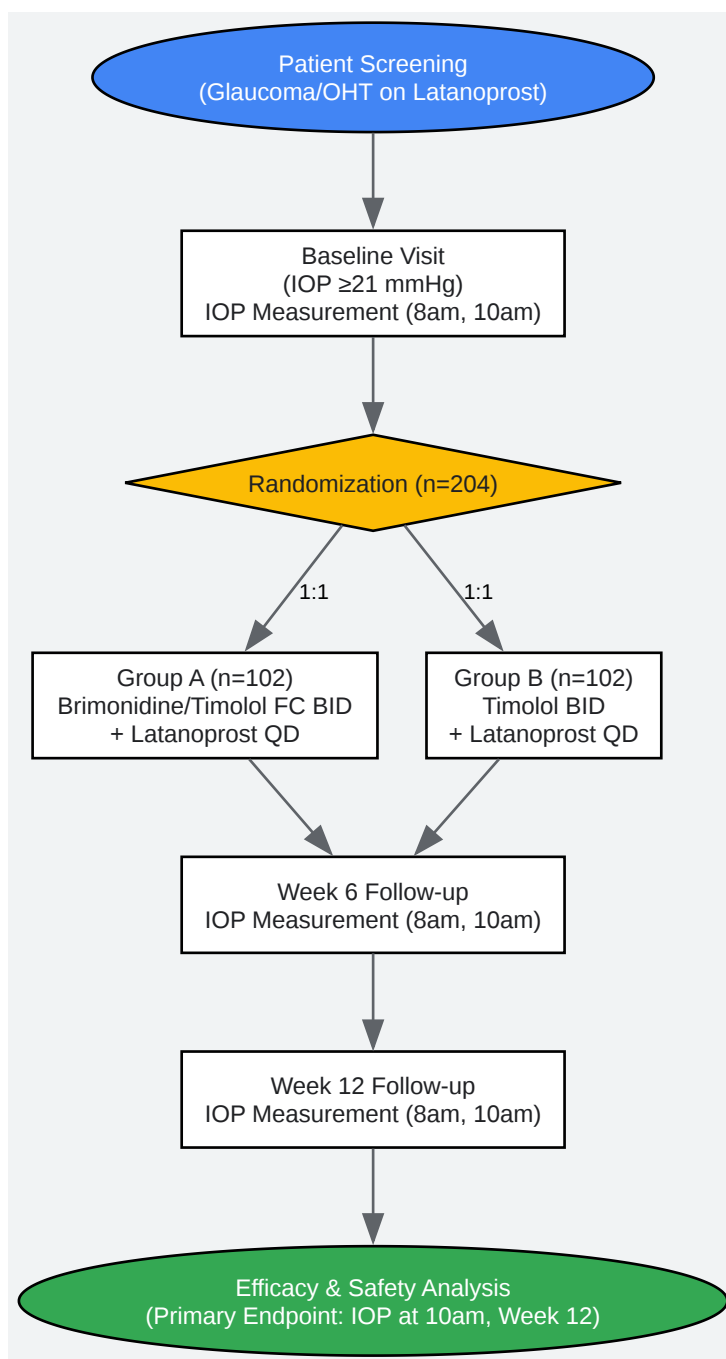 Patient Screening
(Glaucoma/OHT on Latanoprost)
Baseline Visit
(IOP ≥21 mmHg)
IOP Measurement (8am, 10am)
Randomization (n=204)
1:1
1:1
Group A (n=102)
Brimonidine/Timolol FC BID
+ Latanoprost QD
Group B (n=102)
Timolol BID
+ Latanoprost QD
Week 6 Follow-up
IOP Measurement (8am, 10am)
Week 12 Follow-up
IOP Measurement (8am, 10am)
Efficacy & Safety Analysis
(Primary Endpoint: IOP at 10am, Week 12)